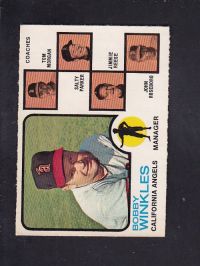 COACHES
TOM
MORGAN
SALTY
PARKER
JIMMIE
REESE
JOHN
ROSEBORO
BOBBY
WINKLES
MANAGER
CALIFORNIA ANGELS